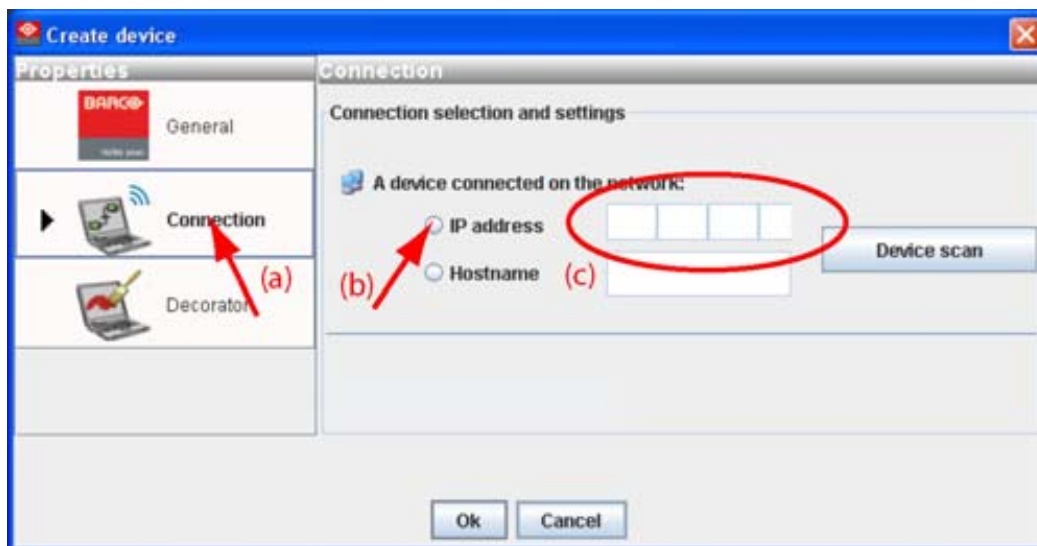 Create device
Properties
BARCO
General
Connection
Decorator
Connection
Connection selection and settings
A device connected on the network:
IP address
Hostname
Device scan
(a)
(b)
(c)
Ok
Cancel